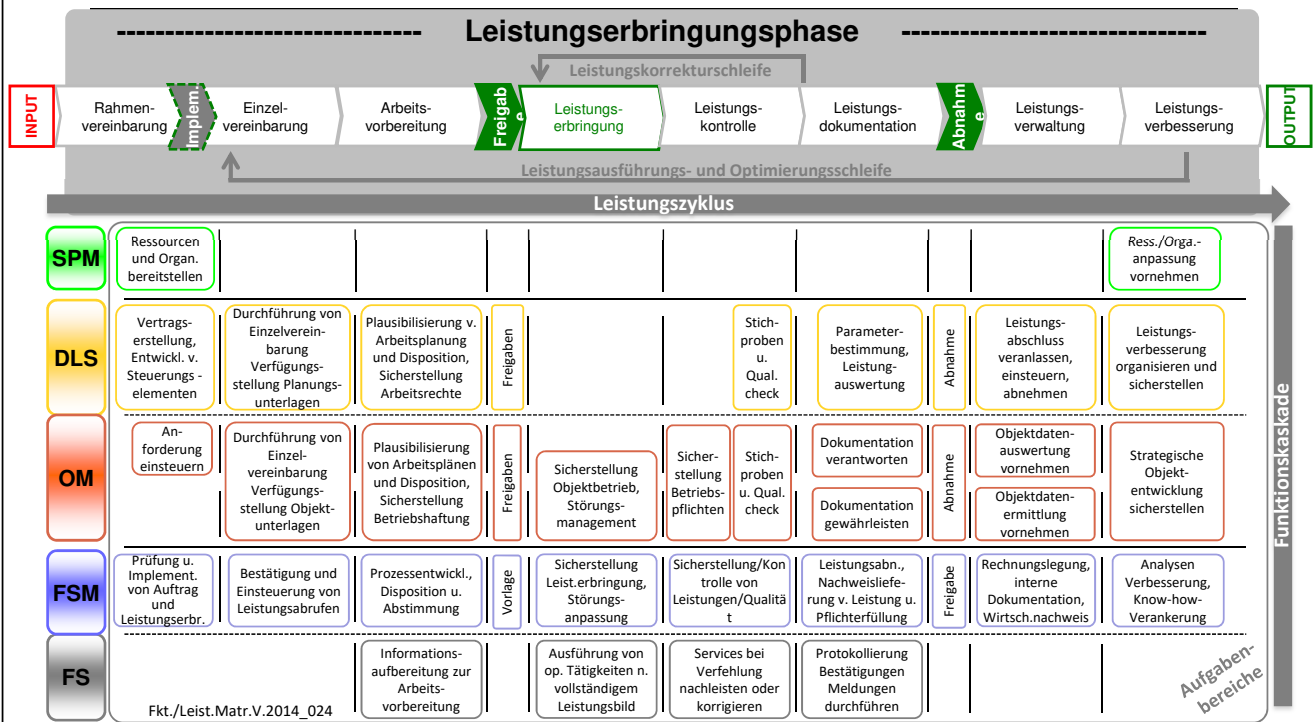 Leistungserbringungsphase
Leistungskorrekturschleife
INPUT
Rahmen-
vereinbarung
Implem.
Einzel-
vereinbarung
Arbeits-
vorbereitung
Freigab
e
Leistungs-
erbringung
Leistungs-
kontrolle
Leistungs-
dokumentation
Abnahm
e
Leistungs-
verwaltung
Leistungs-
verbesserung
OUTPUT
Leistungsausführungs- und Optimierungsschleife
Leistungszyklus
Funktionskaskade
SPM
Ressourcen
und Organ.
bereitstellen
Ress./Orga.-
anpassung
vornehmen
DLS
Vertrags-
erstellung,
Entwickl. v.
Steuerungs -
elementen
Durchführung von
Einzelverein-
barung
Verfügungs-
stellung Planungs-
unterlagen
Plausibilisierung v.
Arbeitsplanung
und Disposition,
Sicherstellung
Arbeitsrechte
Freigaben
Stich-
proben
u.
Qual.
check
Parameter-
bestimmung,
Leistung-
auswertung
Abnahme
Leistungs-
abschluss
veranlassen,
einsteuern,
abnehmen
Leistungs-
verbesserung
organisieren und
sicherstellen
OM
An-
forderung
einsteuern
Durchführung von
Einzel-
vereinbarung
Verfügungs-
stellung Objekt-
unterlagen
Plausibilisierung
von Arbeitsplänen
und Disposition,
Sicherstellung
Betriebshaftung
Freigaben
Sicherstellung
Objektbetrieb,
Störungs-
management
Sicher-
stellung
Betriebs-
pflichten
Stich-
proben
u. Qual.
check
Dokumentation
verantworten
Dokumentation
gewährleisten
Abnahme
Objektdaten-
auswertung
vornehmen
Objektdaten-
ermittlung
vornehmen
Strategische
Objekt-
entwicklung
sicherstellen
FSM
Prüfung u.
Implement.
von Auftrag
und
Leistungserbr.
Bestätigung und
Einsteuerung von
Leistungsabrufen
Prozessentwickl.,
Disposition u.
Abstimmung
Vorlage
Sicherstellung
Leist.erbringung,
Störungs-
anpassung
Sicherstellung/Kon
trolle von
Leistungen/Qualitä
t
Leistungsabn.,
Nachweisliefe-
rung v. Leistung u.
Pflichterfüllung
Freigabe
Rechnungslegung,
interne
Dokumentation,
Wirtsch.nachweis
Analysen
Verbesserung,
Know-how-
Verankerung
FS
Informations-
aufbereitung zur
Arbeits-
vorbereitung
Ausführung von
op. Tätigkeiten n.
vollständigem
Leistungsbild
Services bei
Verfehlung
nachleisten oder
korrigieren
Protokollierung
Bestätigungen
Meldungen
durchführen
Aufgaben-
bereiche
Fkt./Leist.Matr.V.2014_024